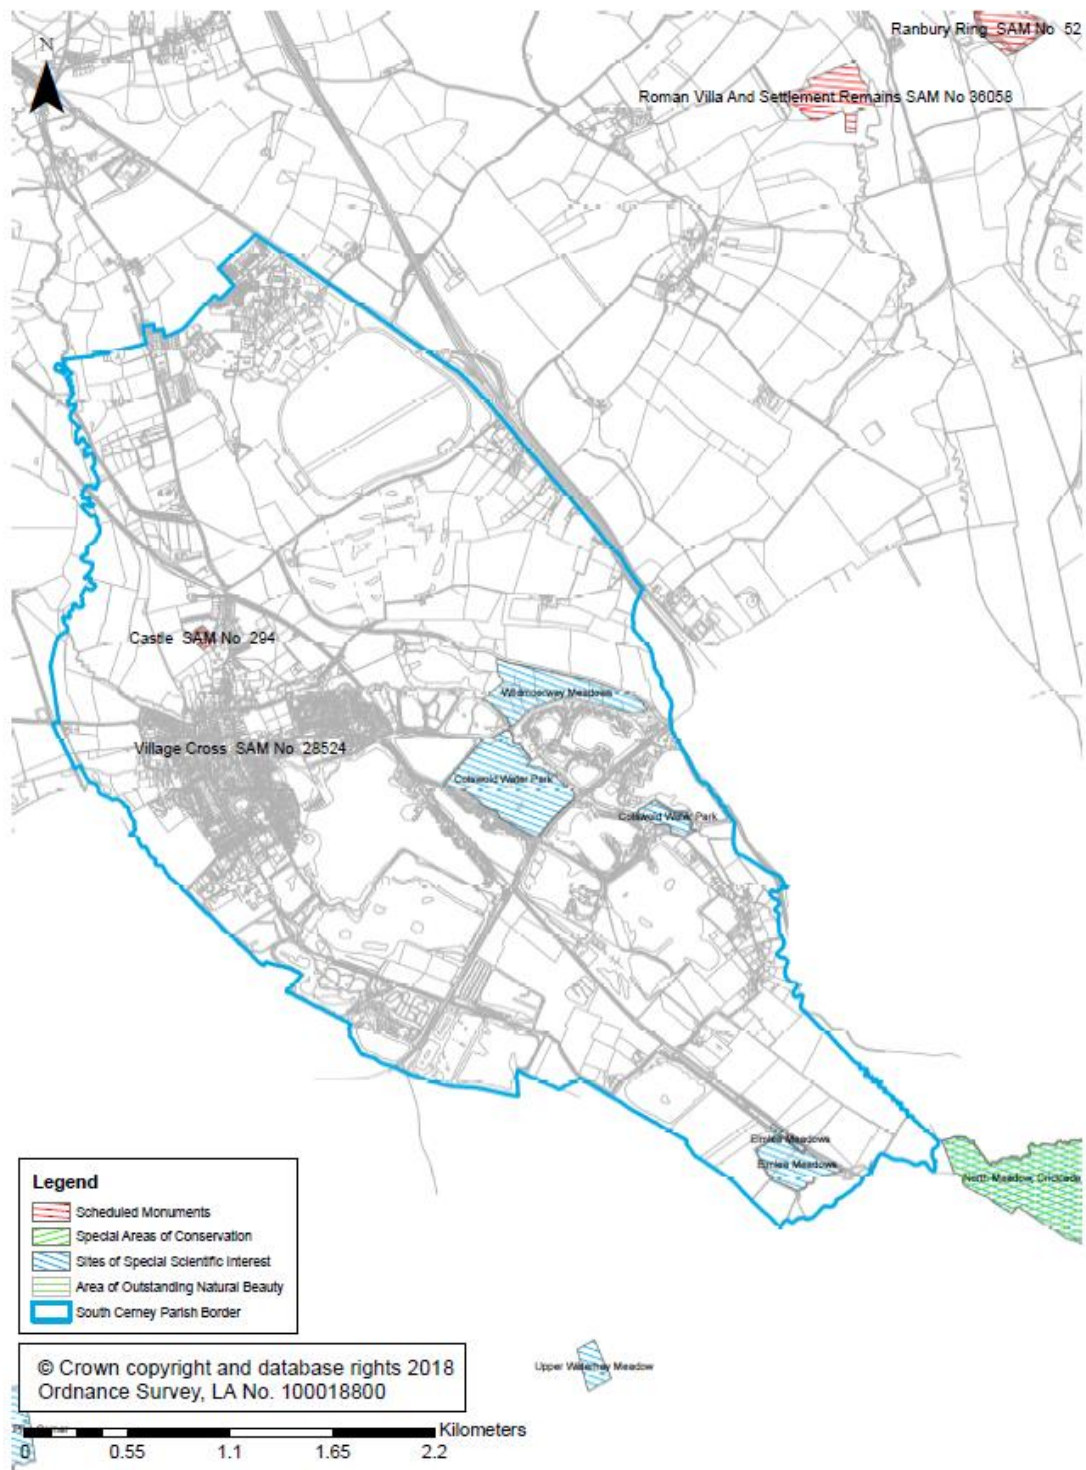 Ranbury Ring SAM No 52
N
Roman Villa And Settlement Remains SAM No 36058
Castle SAM No 294
Wildmoorway Meadows
Village Cross SAM No 28524
Cotswold Water Park
Cotswold Water Park
Elmlea Meadows
Elmlea Meadows
North Meadow, Cricklade
Legend
Scheduled Monuments
Special Areas of Conservation
Sites of Special Scientific Interest
Area of Outstanding Natural Beauty
South Cerney Parish Border
© Crown copyright and database rights 2018
Ordnance Survey, LA No. 100018800
Upper Waterhay Meadow
Corner
Kilometers
0 0.55 1.1 1.65 2.2